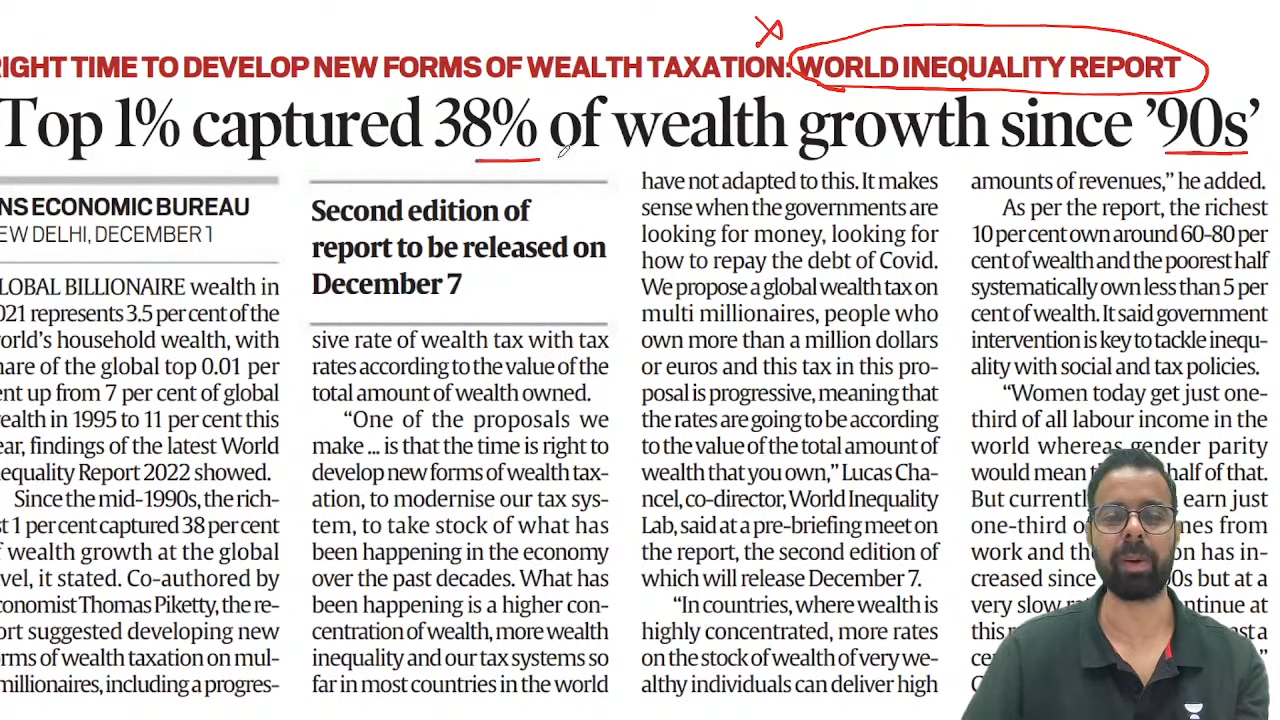 RIGHT TIME TO DEVELOP NEW FORMS OF WEALTH TAXATION: WORLD INEQUALITY REPORT
Top 1% captured 38% of wealth growth since ’90s’
NS ECONOMIC BUREAU
EW DELHI, DECEMBER 1
LOBAL BILLIONAIRE wealth in
021 represents 3.5 per cent of the
orld’s household wealth, with
hare of the global top 0.01 per
ent up from 7 per cent of global
ealth in 1995 to 11 per cent this
ear, findings of the latest World
nequality Report 2022 showed.
Since the mid-1990s, the rich-
st 1 per cent captured 38 per cent
f wealth growth at the global
vel, it stated. Co-authored by
conomist Thomas Piketty, the re-
ort suggested developing new
orms of wealth taxation on mul-
millionaires, including a progres-
Second edition of
report to be released on
December 7
sive rate of wealth tax with tax
rates according to the value of the
total amount of wealth owned.
“One of the proposals we
make ... is that the time is right to
develop new forms of wealth tax-
ation, to modernise our tax sys-
tem, to take stock of what has
been happening in the economy
over the past decades. What has
been happening is a higher con-
centration of wealth, more wealth
inequality and our tax systems so
far in most countries in the world
have not adapted to this. It makes
sense when the governments are
looking for money, looking for
how to repay the debt of Covid.
We propose a global wealth tax on
multi millionaires, people who
own more than a million dollars
or euros and this tax in this pro-
posal is progressive, meaning that
the rates are going to be according
to the value of the total amount of
wealth that you own,” Lucas Cha-
ncel, co-director, World Inequality
Lab, said at a pre-briefing meet on
the report, the second edition of
which will release December 7.
“In countries, where wealth is
highly concentrated, more rates
on the stock of wealth of very we-
althy individuals can deliver high
amounts of revenues,” he added.
As per the report, the richest
10 per cent own around 60-80 per
cent of wealth and the poorest half
systematically own less than 5 per
cent of wealth. It said government
intervention is key to tackle inequ-
ality with social and tax policies.
“Women today get just one-
third of all labour income in the
world whereas gender parity
would mean half of that.
But currently earn just
one-third from
work and has in-
creased since but at a
very slow continue at
this